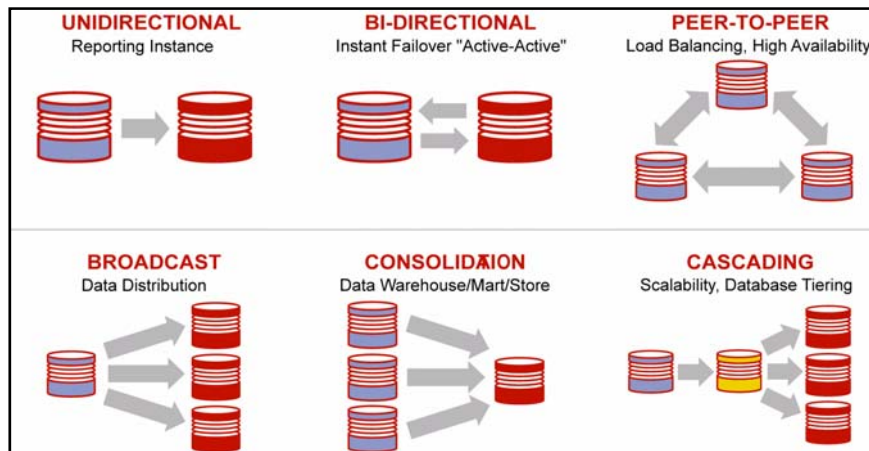 UNIDIRECTIONAL
Reporting Instance
BI-DIRECTIONAL
Instant Failover "Active-Active"
PEER-TO-PEER
Load Balancing, High Availability
BROADCAST
Data Distribution
CONSOLIDATION
Data Warehouse/Mart/Store
CASCADING
Scalability, Database Tiering